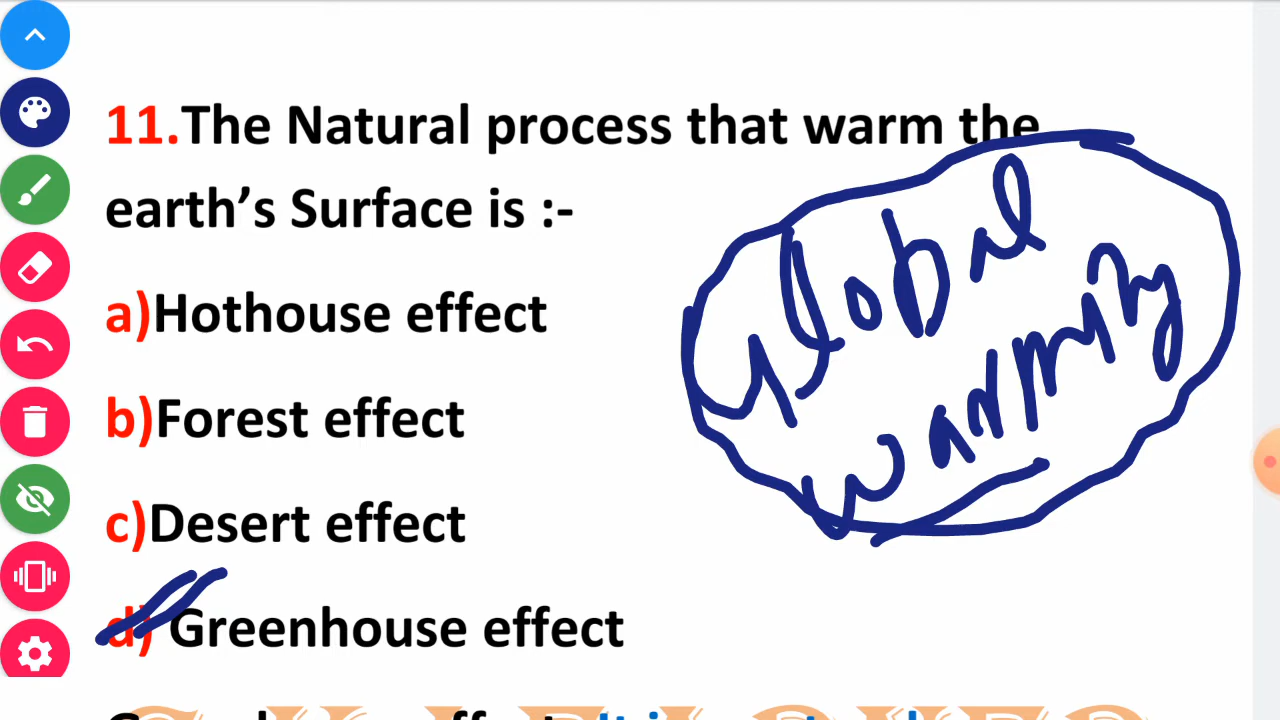 11.The Natural process that warm the
earth’s Surface is :-
Global
warming
a)Hothouse effect
b)Forest effect
c)Desert effect
d) Greenhouse effect